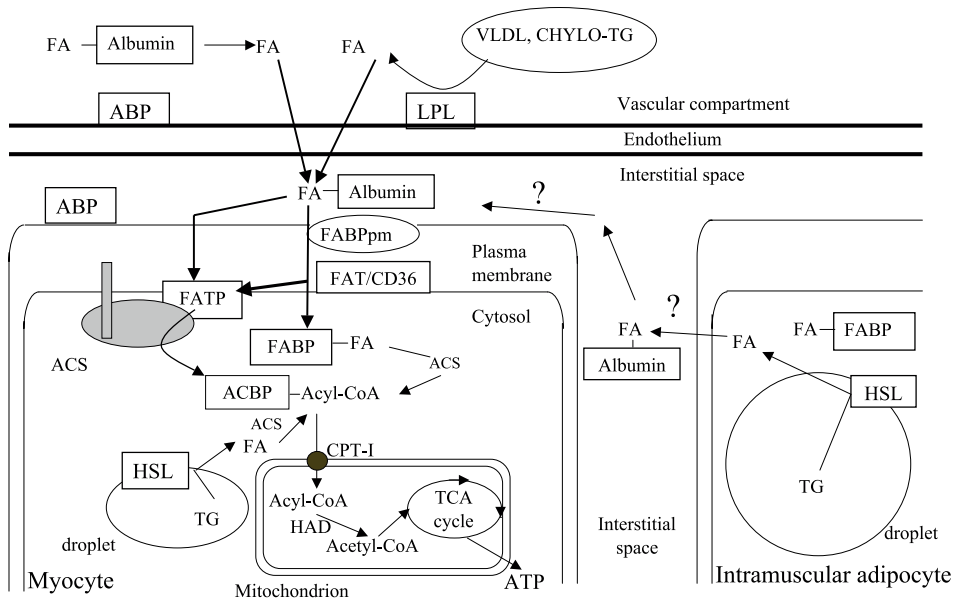 FA Albumin FA FA VLDL, CHYLO-TG
ABP LPL Vascular compartment
Endothelium
Interstitial space
FA Albumin ?
ABP
FABPpm
Plasma
membrane
FAT/CD36
FATP
Cytosol
?
FABP FA
FA
Albumin
FA
FA FABP
ACS
ACS
ACBP Acyl-CoA
HSL
ACS
FA
CPT-I
HSL
TG
droplet
Acyl-CoA
HAD
Acetyl-CoA
TCA
cycle
TG
droplet
Interstitial
space
Myocyte
Mitochondrion
ATP
Intramuscular adipocyte